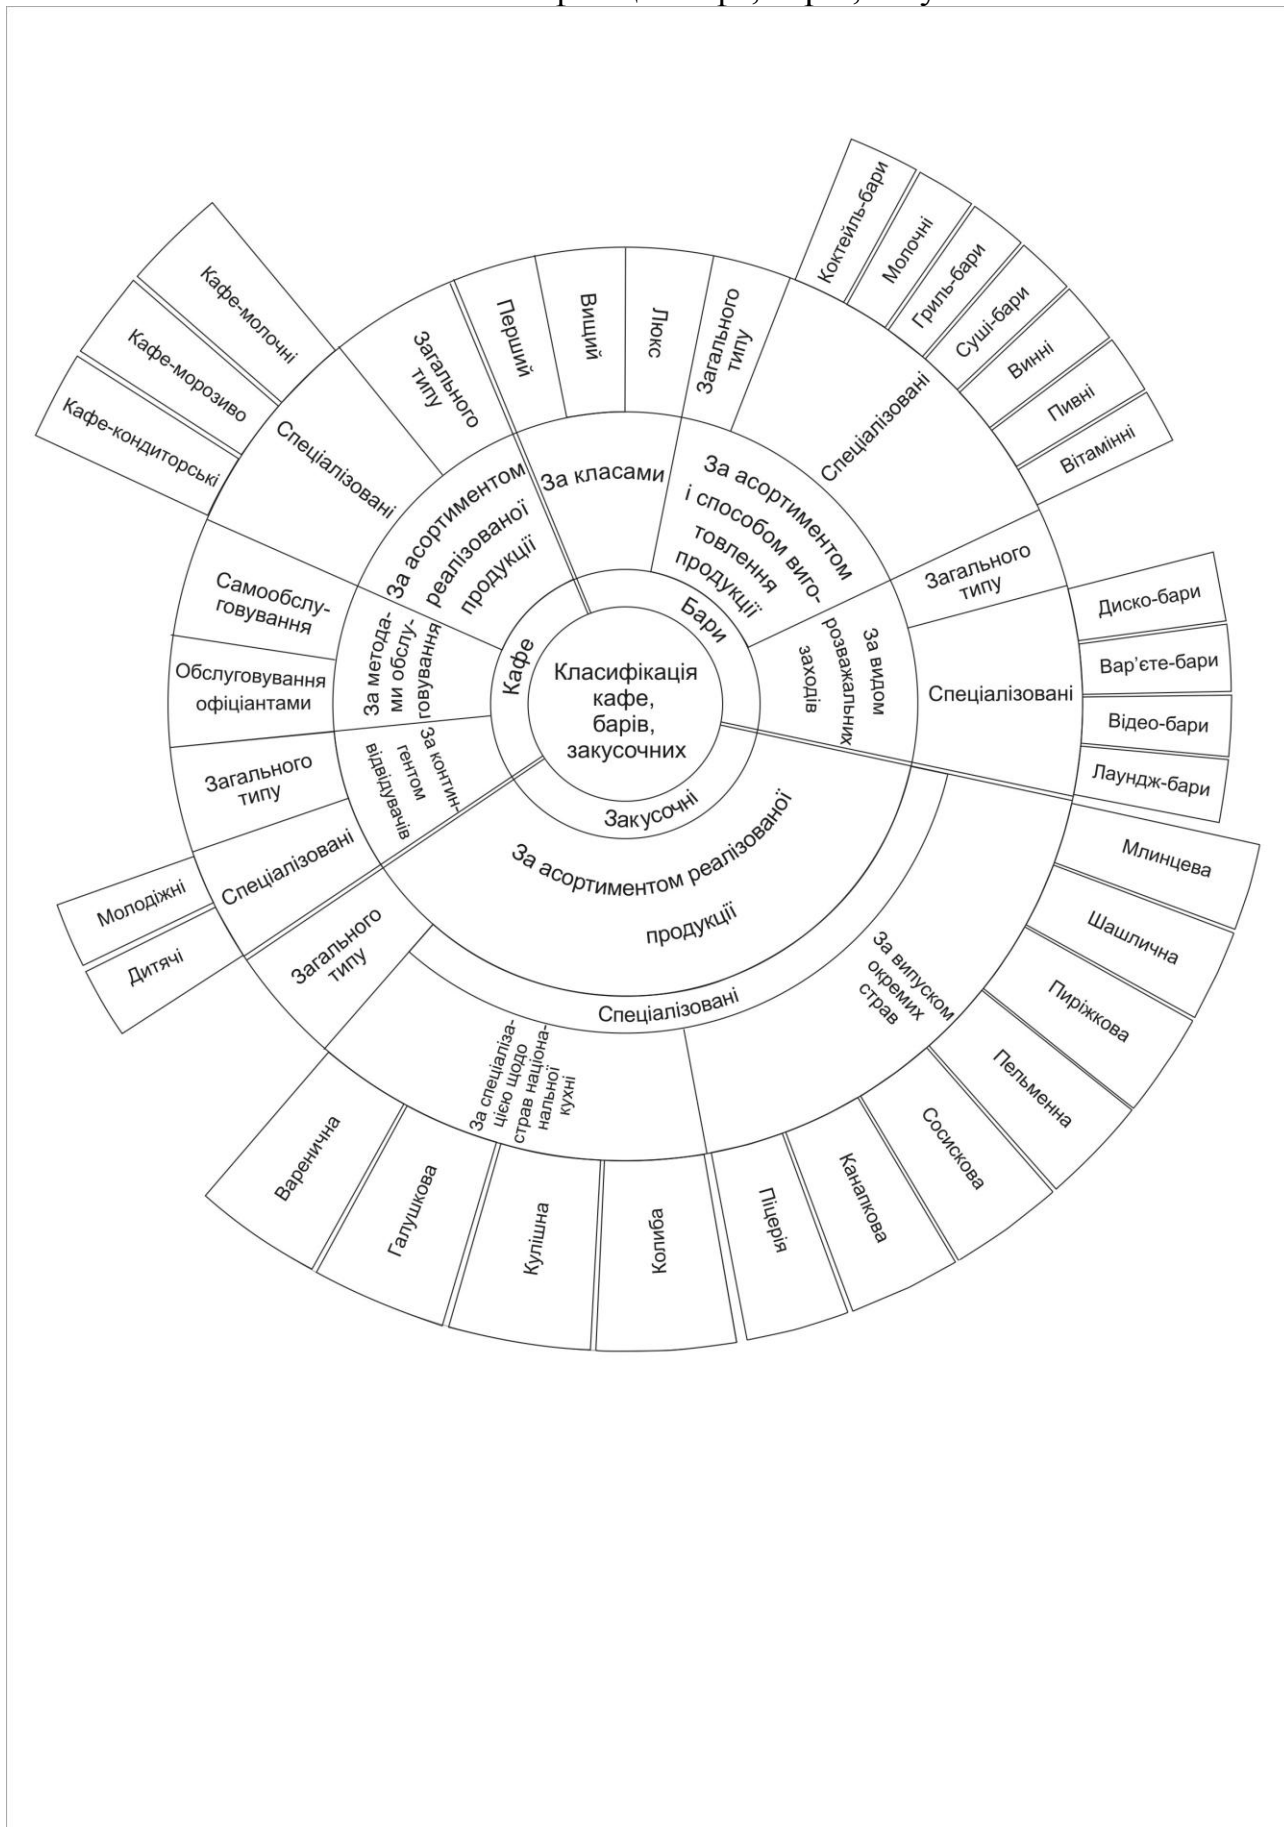 Класифікація
кафе,
барів,
закусочних
Кафе
Бари
Закусочні
За асортиментом
реалізованої
продукції
Загального
типу
Спеціалізовані
Кафе-молочні
Кафе-морозиво
Кафе-кондиторські
За метода-
ми обслу-
говування
Самообслу-
говування
Обслуговування
офіціантами
За контин-
гентом
відвідувачів
Загального
типу
Спеціалізовані
Молодіжні
Дитячі
За класами
Перший
Вищий
Люкс
За асортиментом
і способом виго-
товлення
продукції
Загального
типу
Спеціалізовані
Коктейль-бари
Молочні
Гриль-бари
Суші-бари
Винні
Пивні
Вітамінні
За видом
розважальних
заходів
Загального
типу
Спеціалізовані
Диско-бари
Вар’єте-бари
Відео-бари
Лаундж-бари
За асортиментом реалізованої
продукції
Загального
типу
Спеціалізовані
За випуском
окремих
страв
Млинцева
Шашлична
Пиріжкова
Пельменна
Сосискова
Канапкова
Піцерія
За спеціаліза-
цією щодо
страв націона-
нальної
кухні
Колиба
Кулішна
Галушкова
Варенична